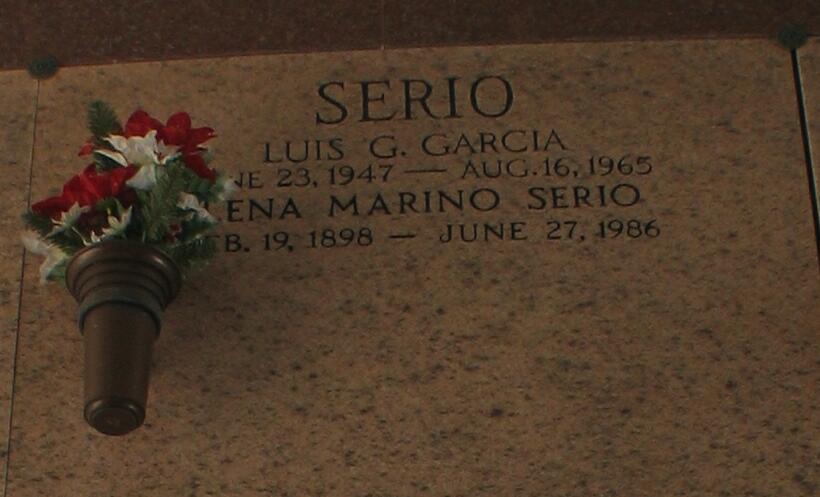 SERIO
LUIS G. GARCIA
NE 23, 1947 — AUG. 16, 1965
ENA MARINO SERIO
B. 19, 1898 — JUNE 27, 1986